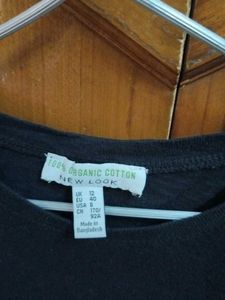 100% ORGANIC COTTON
NEW LOOK
UK 12
EU 40
USA 8
CN 170/
92A
Made in
Bangladesh